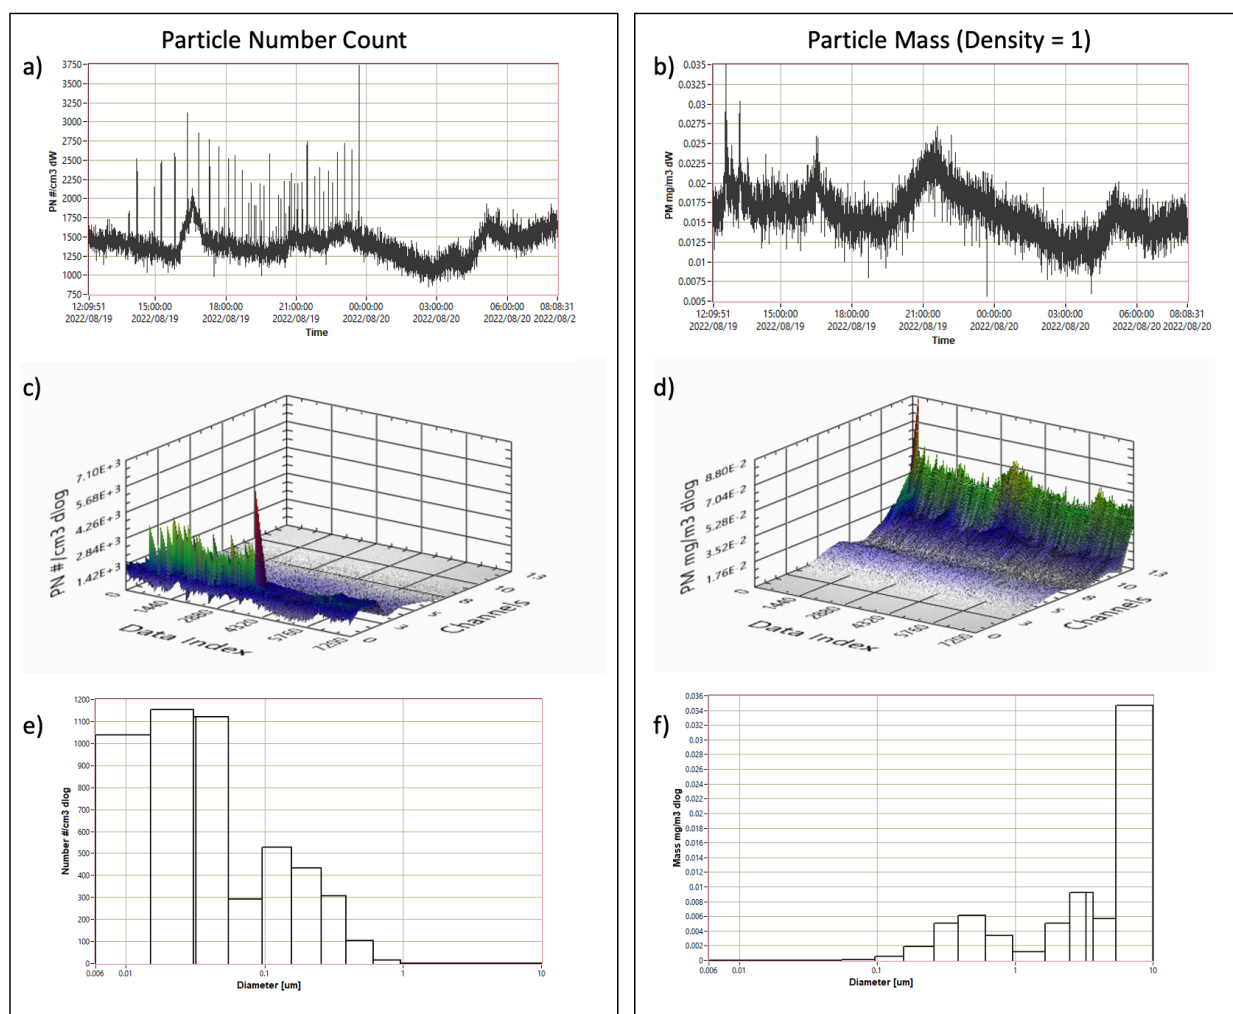 Particle Number Count
a)
3750
3500
3250
3000
2750
2500
2250
2000
1750
1500
1250
1000
750
PN #/cm3 dW
12:09:51 15:00:00 18:00:00 21:00:00 00:00:00 03:00:00 06:00:00 08:08:31
2022/08/19 2022/08/19 2022/08/19 2022/08/19 2022/08/20 2022/08/20 2022/08/20 2022/08/2
Time
Particle Mass (Density = 1)
b)
0.035
0.03
0.0275
0.025
0.0225
0.02
0.0175
0.015
0.0125
0.01
0.0075
0.005
PM mg/m3 dW
12:09:51 15:00:00 18:00:00 21:00:00 00:00:00 03:00:00 06:00:00 08:08:31
2022/08/19 2022/08/19 2022/08/19 2022/08/19 2022/08/20 2022/08/20 2022/08/20 2022/08/20
Time
c)
7.10E+3
5.68E+3
4.26E+3
2.84E+3
1.42E+3
PN #/cm3 dlog
0 1440 2880 4320 5760 7200
Data Index
0 3 5 8 10 13
Channels
d)
8.80E-2
7.04E-2
5.28E-2
3.52E-2
1.76E-2
PM mg/m3 dlog
0 1440 2880 4320 5760 7200
Data Index
0 3 5 8 10 13
Channels
e)
1200
1100
1000
900
800
700
600
500
400
300
200
100
0
Number #/cm3 dlog
0.006 0.01 0.1 1 10
Diameter [um]
f)
0.036
0.034
0.032
0.03
0.028
0.026
0.024
0.022
0.02
0.018
0.016
0.014
0.012
0.01
0.008
0.006
0.004
0.002
0
Mass mg/m3 dlog
0.006 0.01 0.1 1 10
Diameter [um]